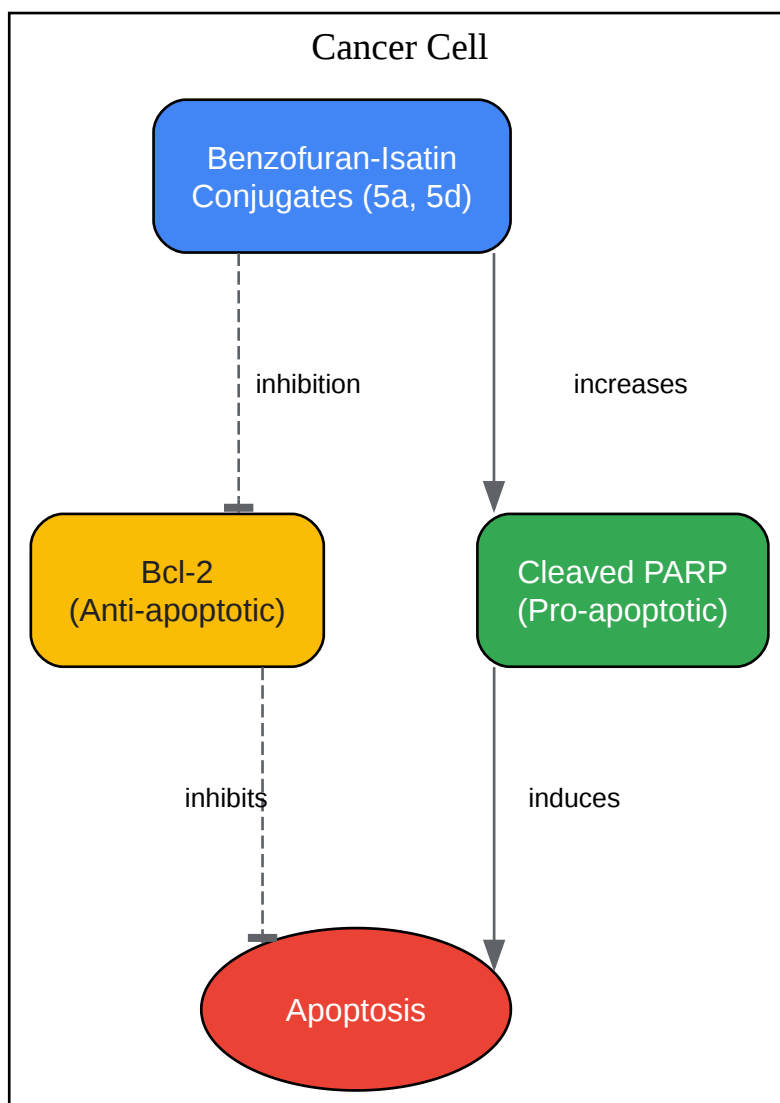 Cancer Cell
Benzofuran-Isatin
Conjugates (5a, 5d)
inhibition
increases
Bcl-2
(Anti-apoptotic)
Cleaved PARP
(Pro-apoptotic)
inhibits
induces
Apoptosis